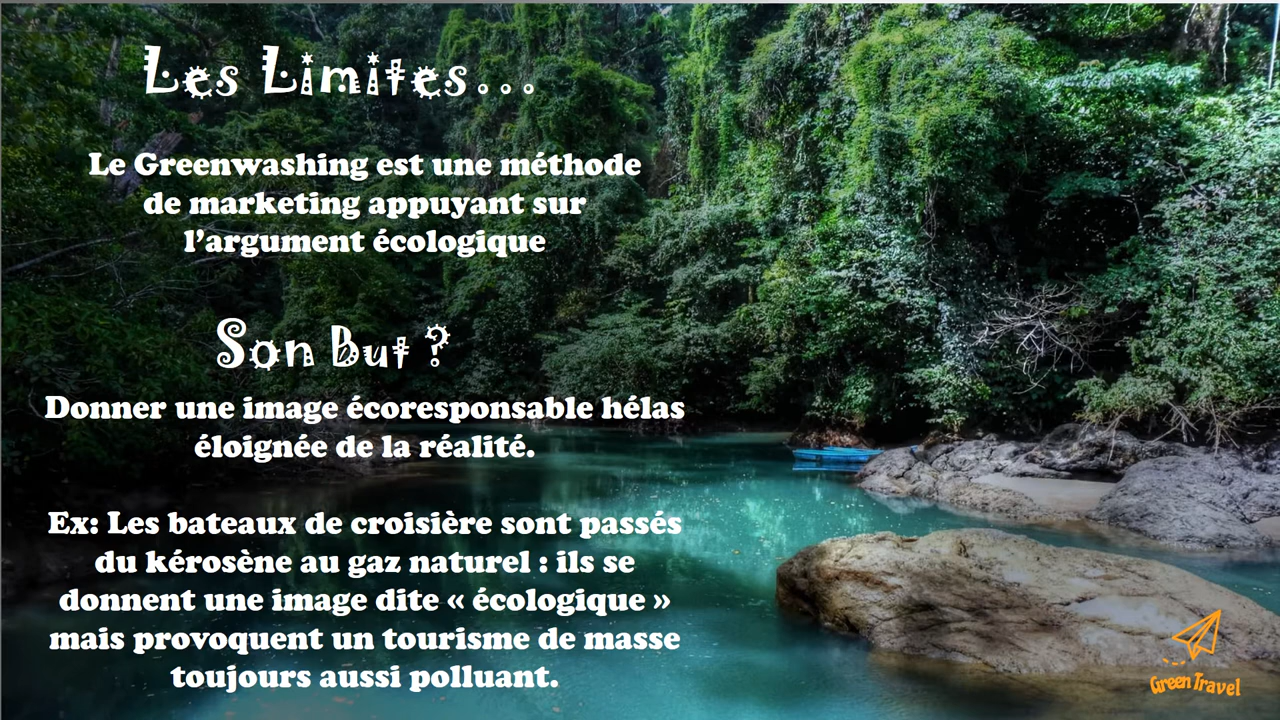 Les Limites...
Le Greenwashing est une méthode
de marketing appuyant sur
l’argument écologique
Son But ?
Donner une image écoresponsable hélas
éloignée de la réalité.
Ex: Les bateaux de croisière sont passés
du kérosène au gaz naturel : ils se
donnent une image dite « écologique »
mais provoquent un tourisme de masse
toujours aussi polluant.
Green Travel